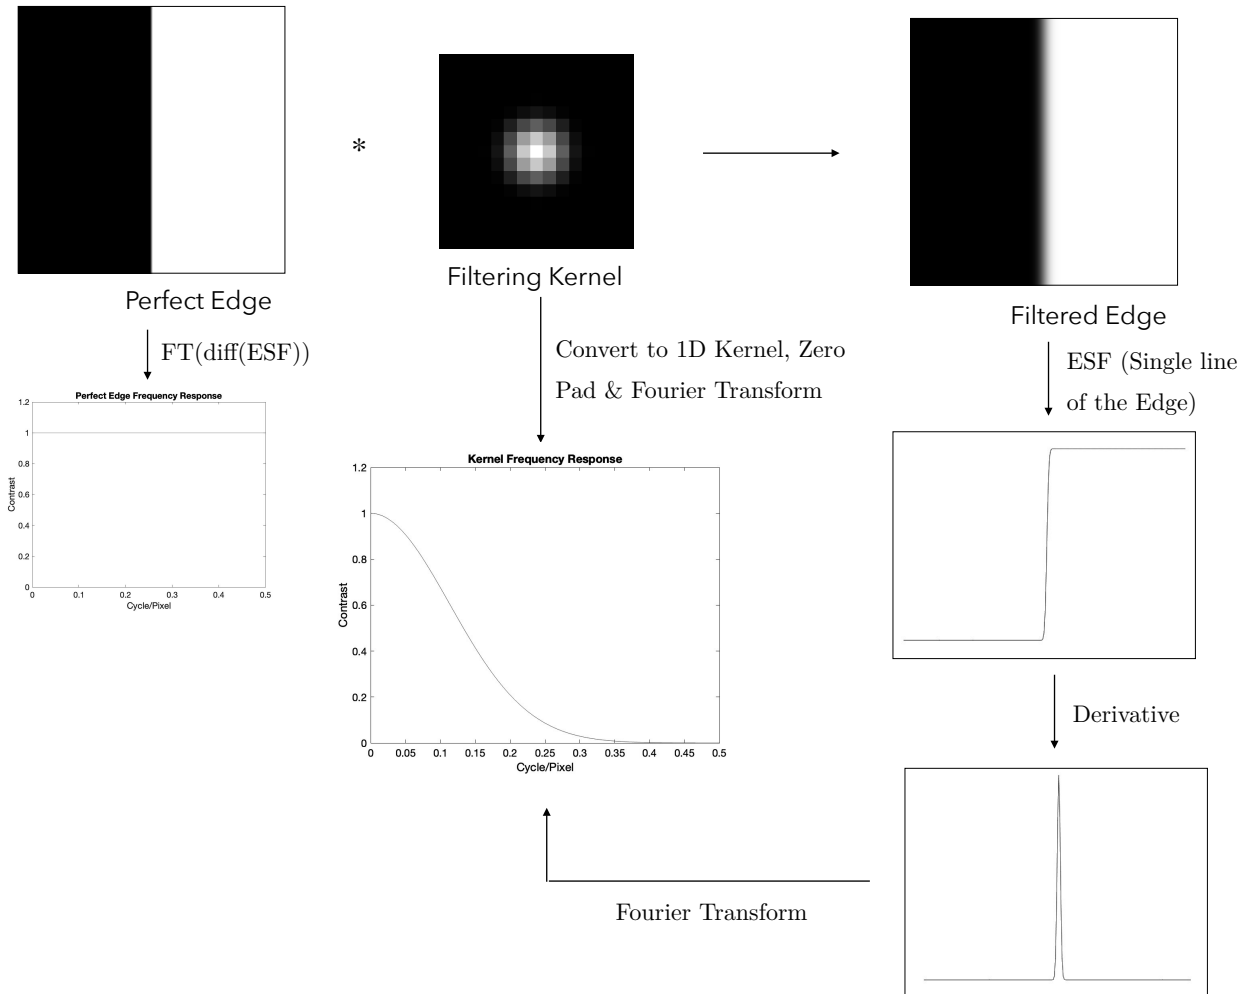 *
Filtering Kernel
Perfect Edge
Filtered Edge
FT(diff(ESF))
Convert to 1D Kernel, Zero
Pad & Fourier Transform
ESF (Single line
of the Edge)
Perfect Edge Frequency Response
1.2
1
0.8
0.6
0.4
0.2
0
Contrast
0
0.1
0.2
0.3
0.4
0.5
Cycle/Pixel
Kernel Frequency Response
1.2
1
0.8
0.6
0.4
0.2
0
Contrast
0
0.05
0.1
0.15
0.2
0.25
0.3
0.35
0.4
0.45
0.5
Cycle/Pixel
Derivative
Fourier Transform